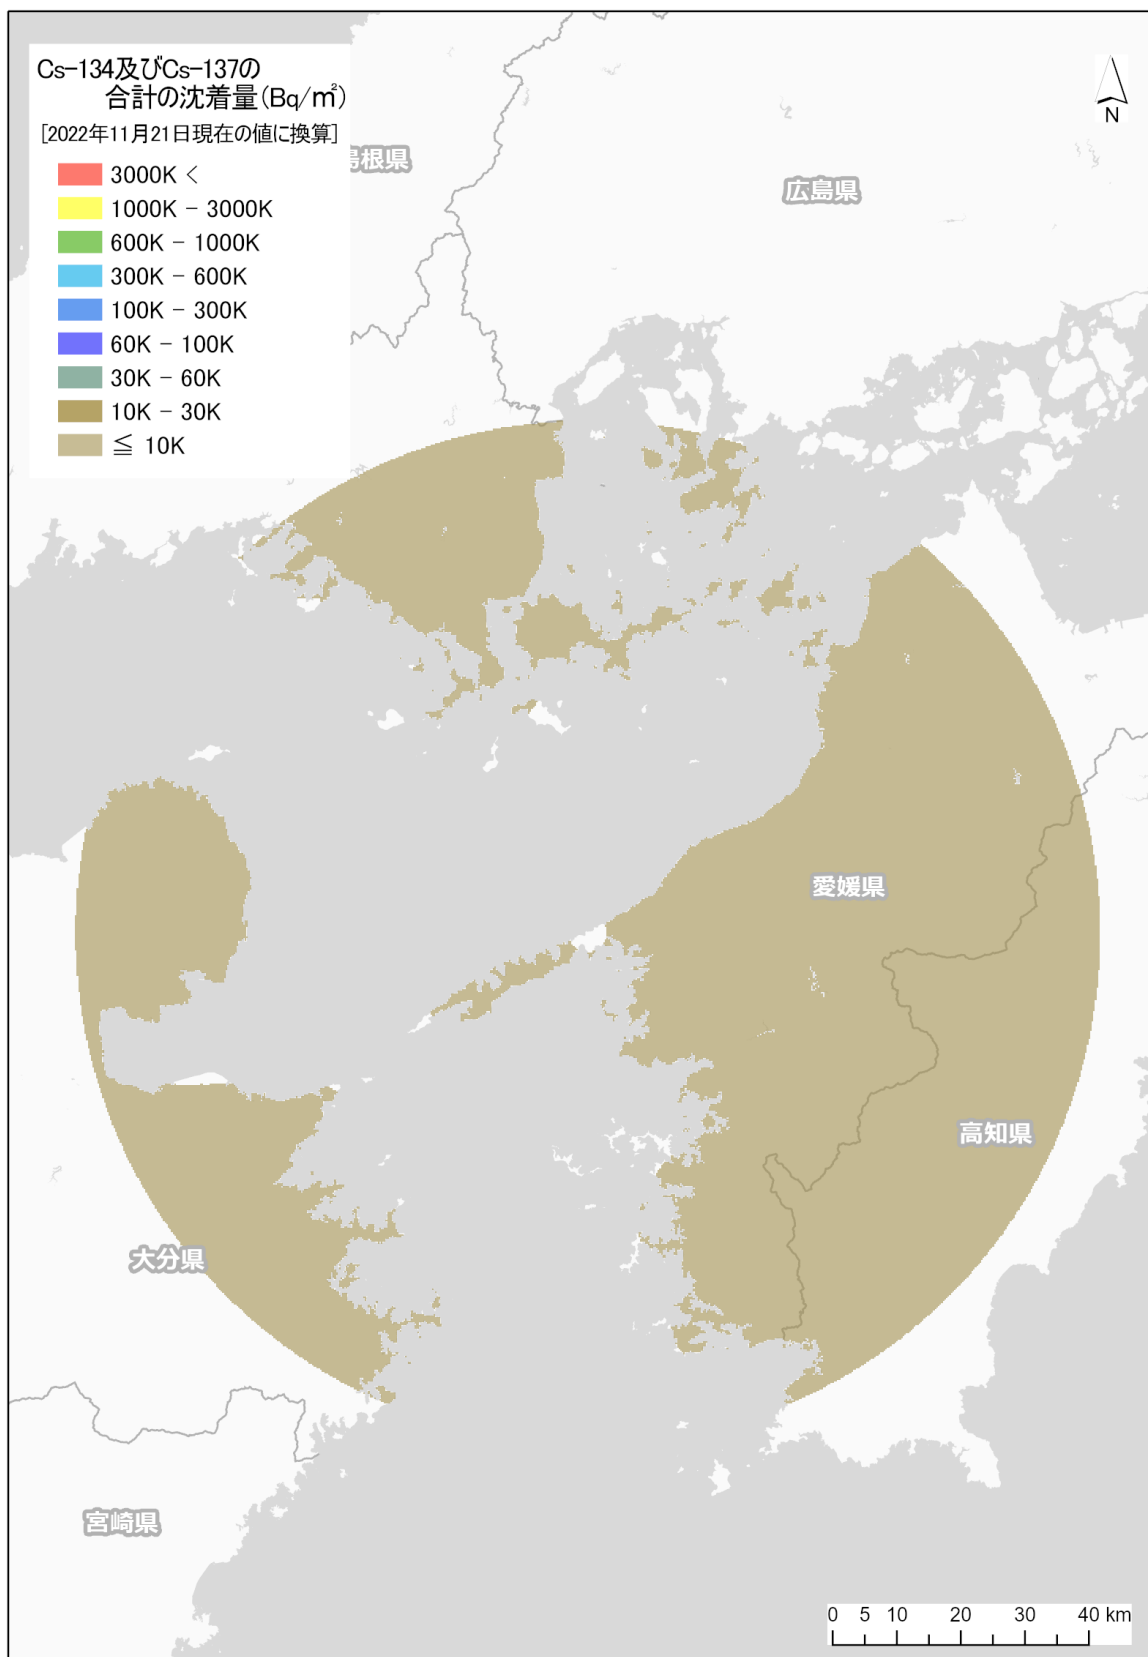 Cs-134及びCs-137の
合計の沈着量(Bq/㎡)
[2022年11月21日現在の値に換算]
3000K <
1000K - 3000K
600K - 1000K
300K - 600K
100K - 300K
60K - 100K
30K - 60K
10K - 30K
≦ 10K
N
島根県
広島県
愛媛県
高知県
大分県
宮崎県
0 5 10 20 30 40 km